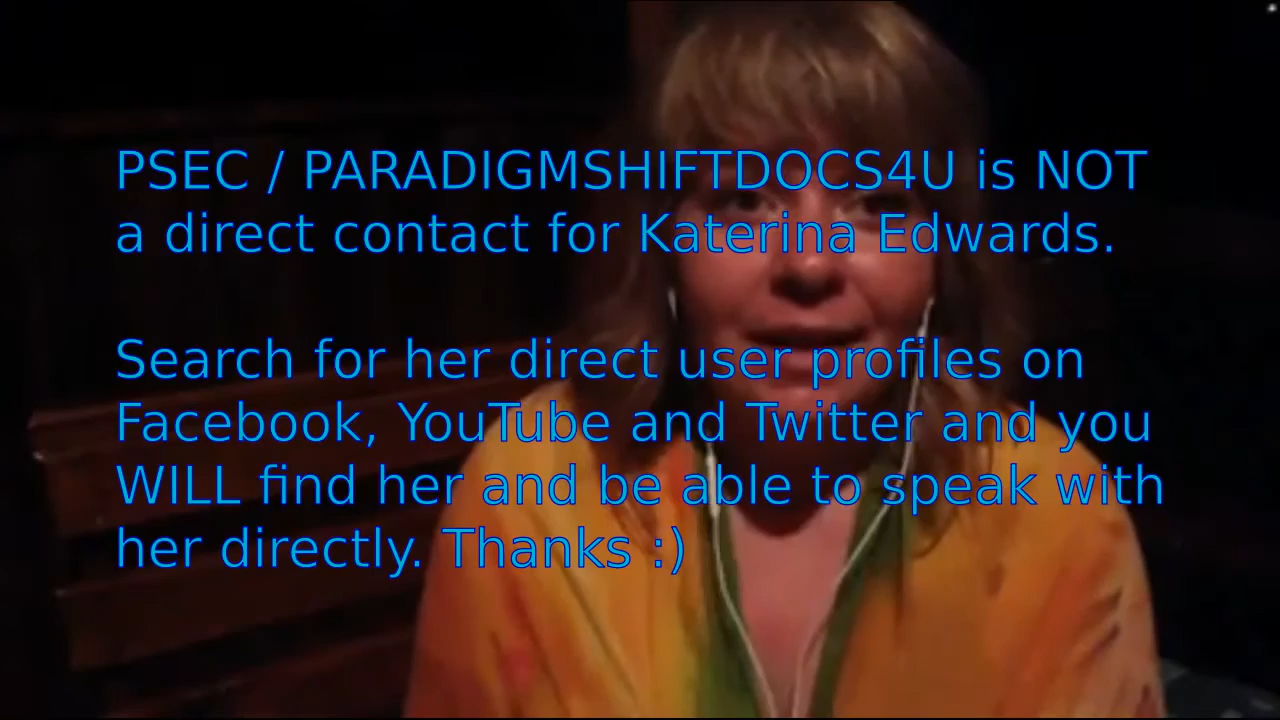 PSEC / PARADIGMSHIFTDOCS4U is NOT
a direct contact for Katerina Edwards.
Search for her direct user profiles on
Facebook, YouTube and Twitter and you
WILL find her and be able to speak with
her directly. Thanks :)